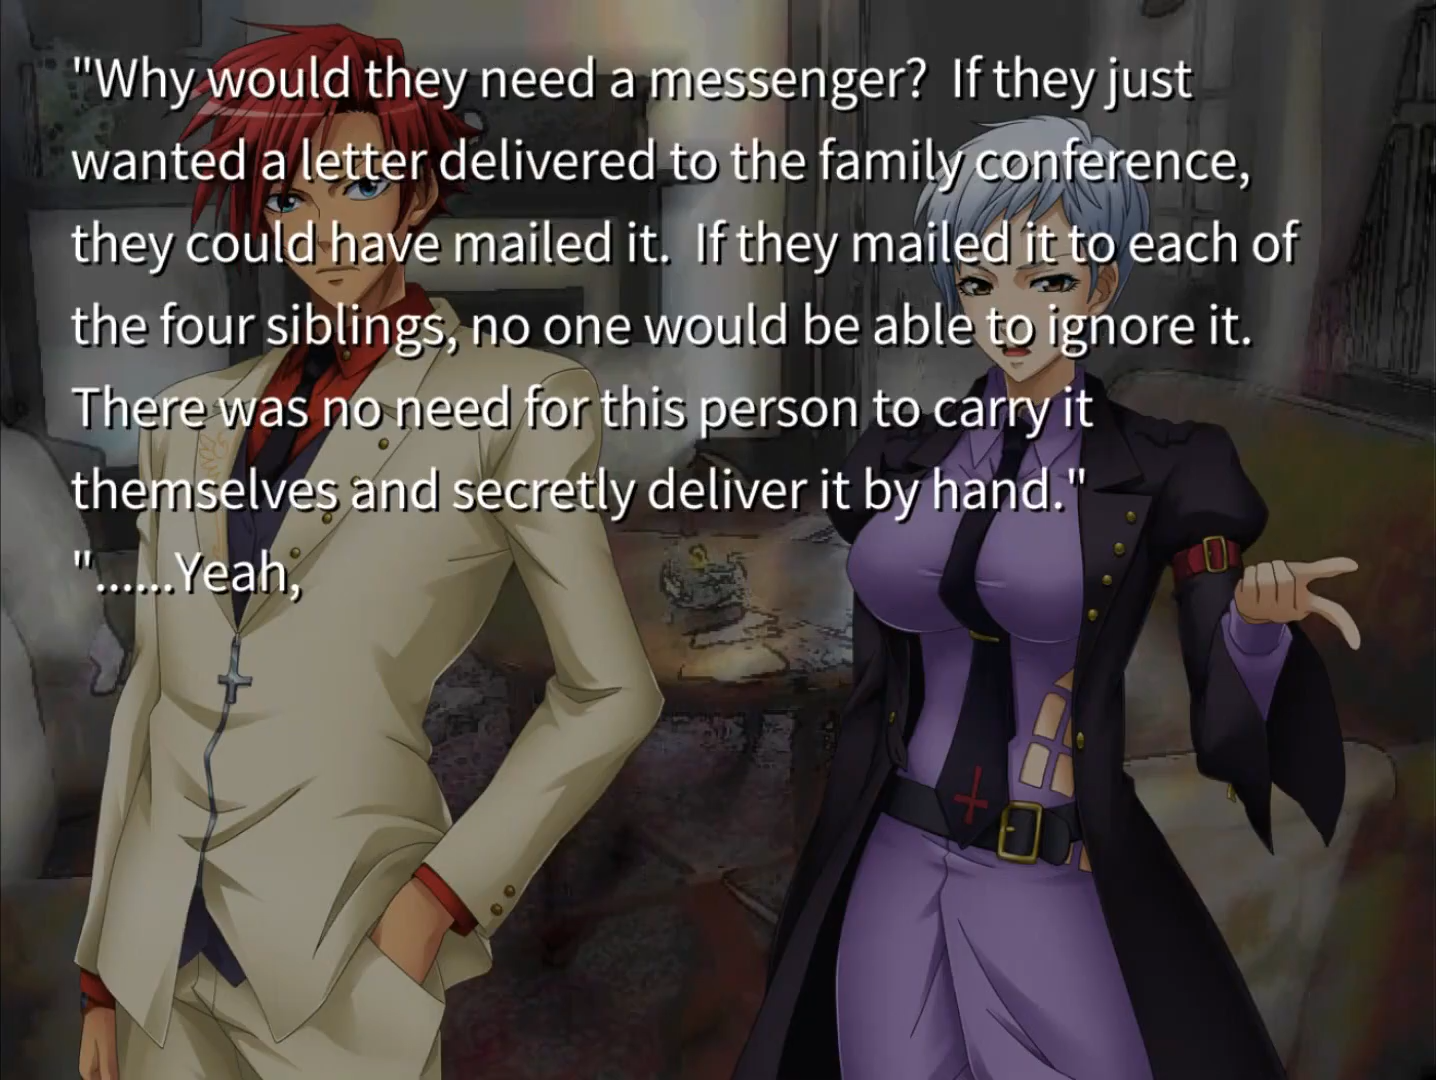 "Why would they need a messenger?  If they just
wanted a letter delivered to the family conference,
they could have mailed it.  If they mailed it to each of
the four siblings, no one would be able to ignore it.
There was no need for this person to carry it
themselves and secretly deliver it by hand."
"......Yeah,